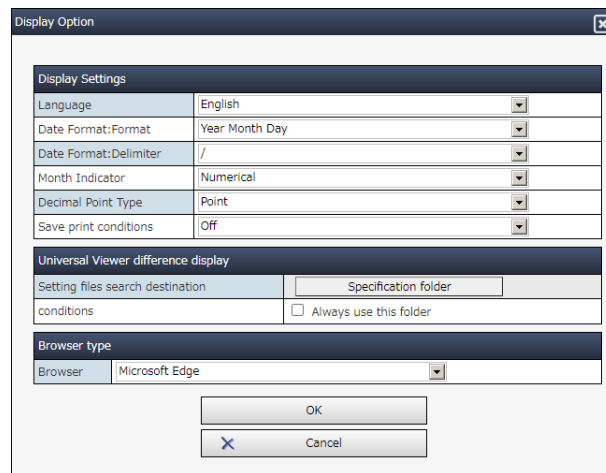 Display Option
Display Settings
Language English
Date Format:Format Year Month Day
Date Format:Delimiter /
Month Indicator Numerical
Decimal Point Type Point
Save print conditions Off
Universal Viewer difference display
Setting files search destination Specification folder
conditions Always use this folder
Browser type
Browser Microsoft Edge
OK
Cancel